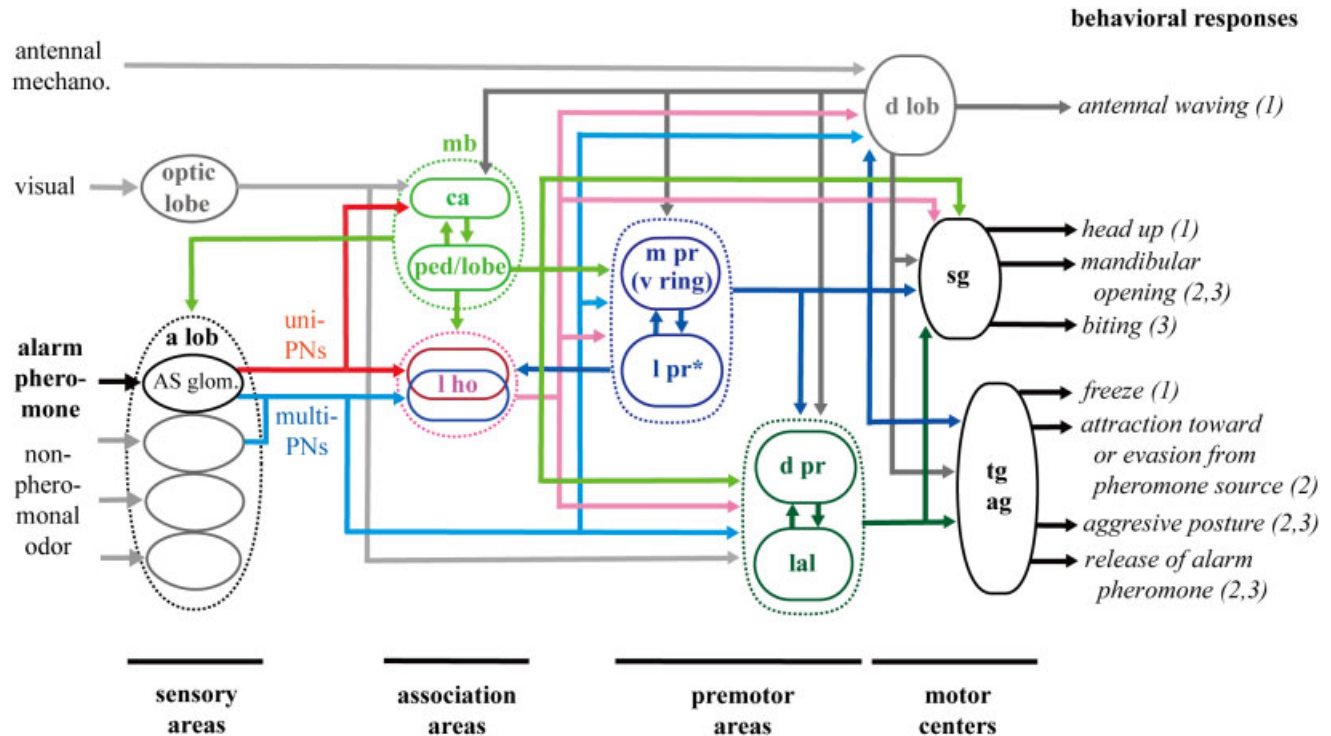 behavioral responses
antennal
mechano.
d lob
antennal waving (1)
mb
visual
optic
lobe
ca
ped/lobe
m pr
(v ring)
l pr*
sg
head up (1)
mandibular
opening (2,3)
biting (3)
alarm
phero-
mone
a lob
AS glom.
uni-
PNs
multi-
PNs
l ho
non-
phero-
monal
odor
d pr
lal
tg
ag
freeze (1)
attraction toward
or evasion from
pheromone source (2)
aggresive posture (2,3)
release of alarm
pheromone (2,3)
sensory
areas
association
areas
premotor
areas
motor
centers